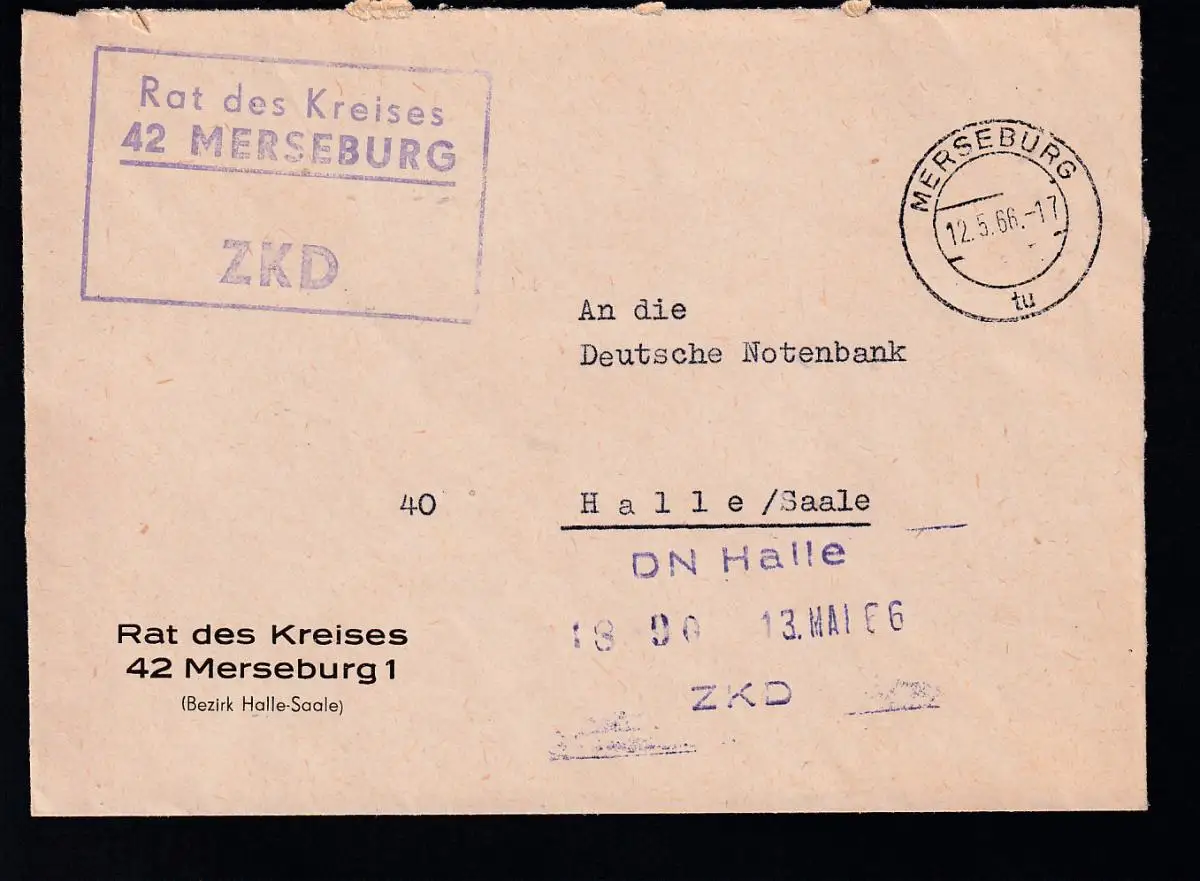 Rat des Kreises
42 MERSEBURG
ZKD
MERSEBURG
12.5.66.-17
tu
An die
Deutsche Notenbank
40
H a l l e /Saale
DN Halle
13. MAI 66
ZKD
Rat des Kreises
42 Merseburg 1
(Bezirk Halle-Saale)